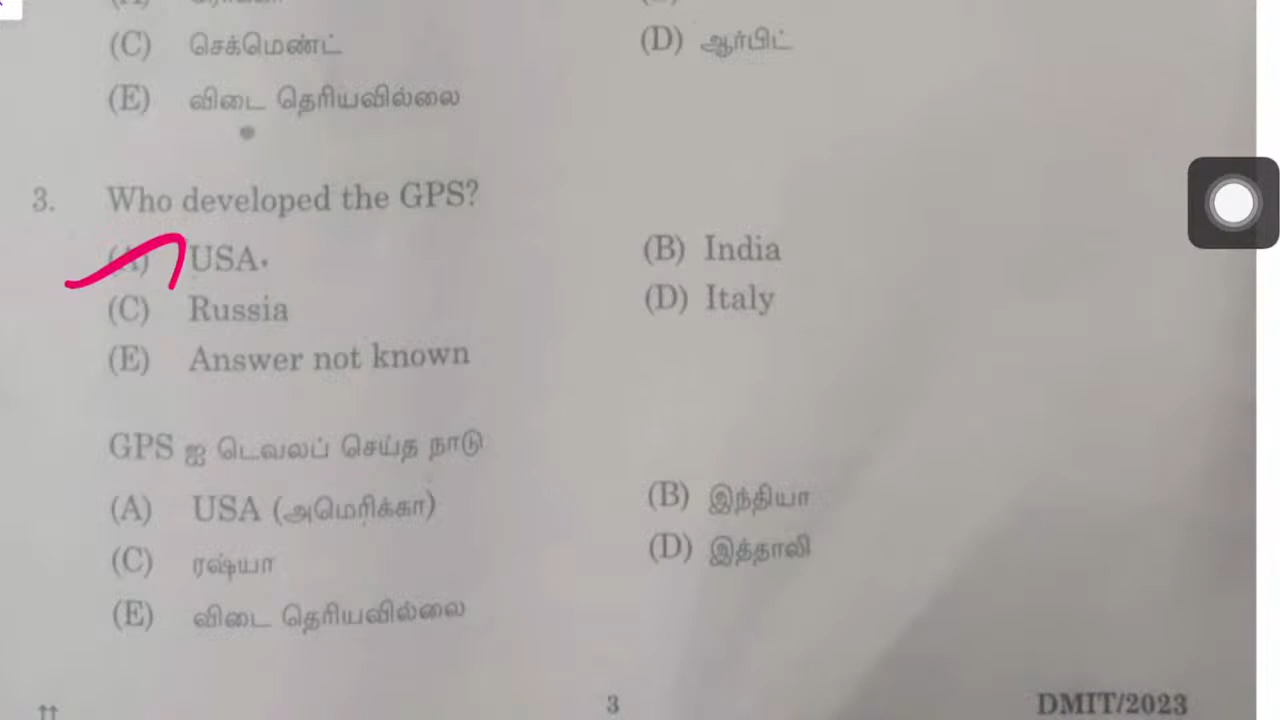 (C) செக்மெண்ட் (D) ஆர்பிட்
(E) விடை தெரியவில்லை
3. Who developed the GPS?
(A) USA. (B) India
(C) Russia (D) Italy
(E) Answer not known
GPS ஐ டெவலப் செய்த நாடு
(A) USA (அமெரிக்கா) (B) இந்தியா
(C) ரஷ்யா (D) இத்தாலி
(E) விடை தெரியவில்லை
3 DMIT/2023